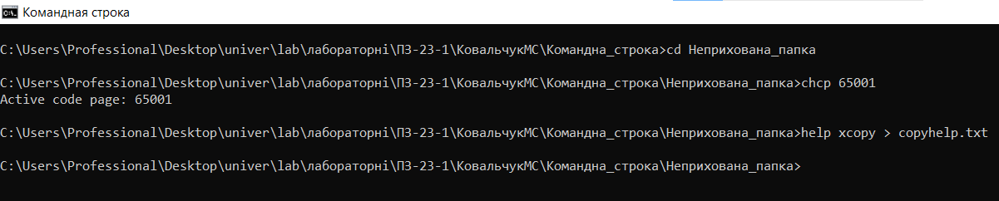 Командная строка
C:\Users\Professional\Desktop\univer\lab\лабораторні\ПЗ-23-1\КовальчукМС\Командна_строка>cd Неприхована_папка
C:\Users\Professional\Desktop\univer\lab\лабораторні\ПЗ-23-1\КовальчукМС\Командна_строка\Неприхована_папка>chcp 65001
Active code page: 65001
C:\Users\Professional\Desktop\univer\lab\лабораторні\ПЗ-23-1\КовальчукМС\Командна_строка\Неприхована_папка>help xcopy > copyhelp.txt
C:\Users\Professional\Desktop\univer\lab\лабораторні\ПЗ-23-1\КовальчукМС\Командна_строка\Неприхована_папка>